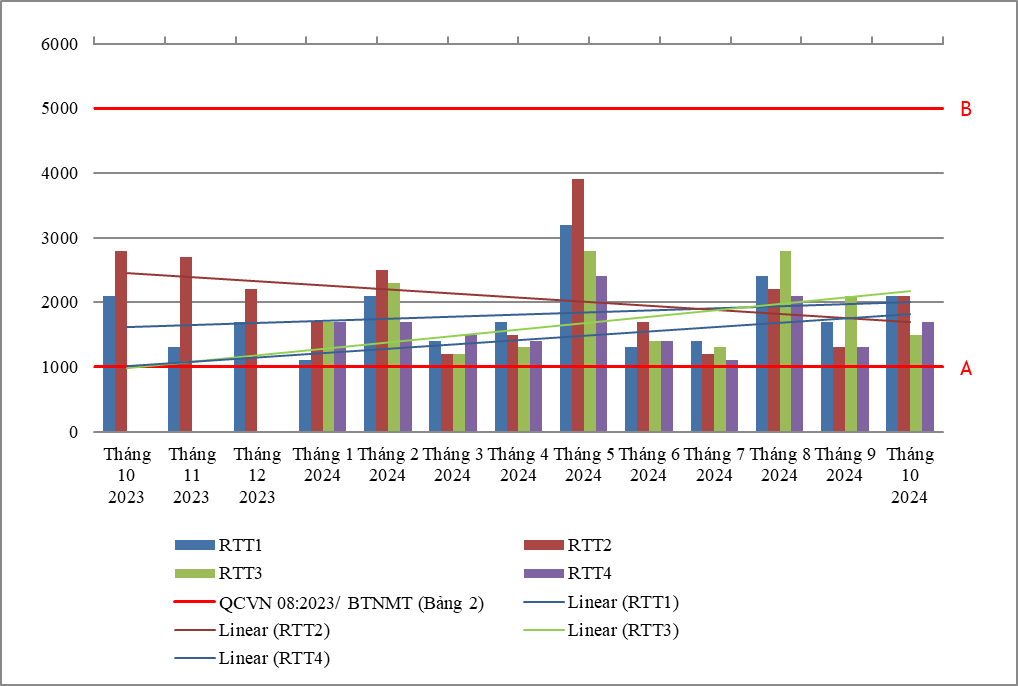 6000
5000
B
4000
3000
2000
1000
A
0
Tháng 10 2023
Tháng 11 2023
Tháng 12 2023
Tháng 1 2024
Tháng 2 2024
Tháng 3 2024
Tháng 4 2024
Tháng 5 2024
Tháng 6 2024
Tháng 7 2024
Tháng 8 2024
Tháng 9 2024
Tháng 10 2024
RTT1
RTT2
RTT3
RTT4
QCVN 08:2023/ BTNMT (Bảng 2)
Linear (RTT1)
Linear (RTT2)
Linear (RTT3)
Linear (RTT4)